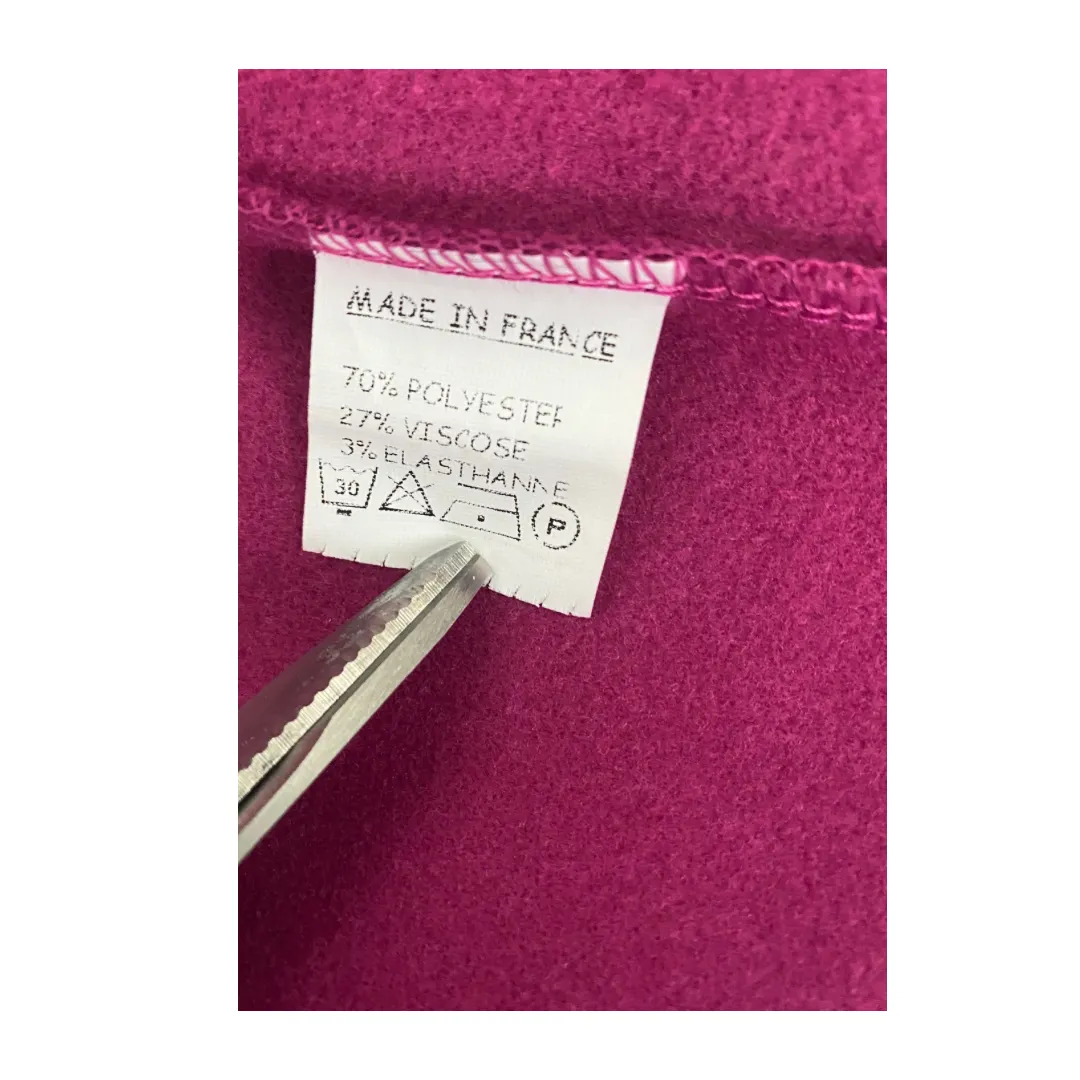 MADE IN FRANCE
70% POLYESTER
27% VISCOSE
3% ELASTHANNE
30
P